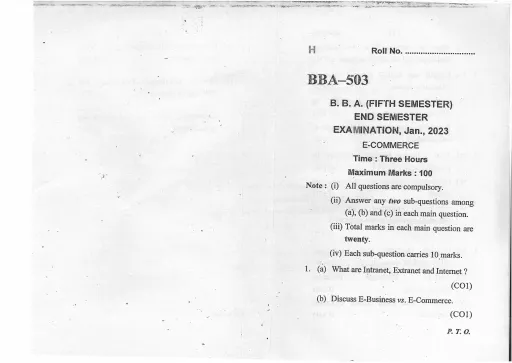 H Roll No. ..............................
BBA–503
B. B. A. (FIFTH SEMESTER)
END SEMESTER
EXAMINATION, Jan., 2023
E-COMMERCE
Time : Three Hours
Maximum Marks : 100
Note : (i) All questions are compulsory.
(ii) Answer any two sub-questions among
(a), (b) and (c) in each main question.
(iii) Total marks in each main question are
twenty.
(iv) Each sub-question carries 10 marks.
1. (a) What are Intranet, Extranet and Internet ?
(CO1)
(b) Discuss E-Business vs. E-Commerce.
(CO1)
P. T. O.